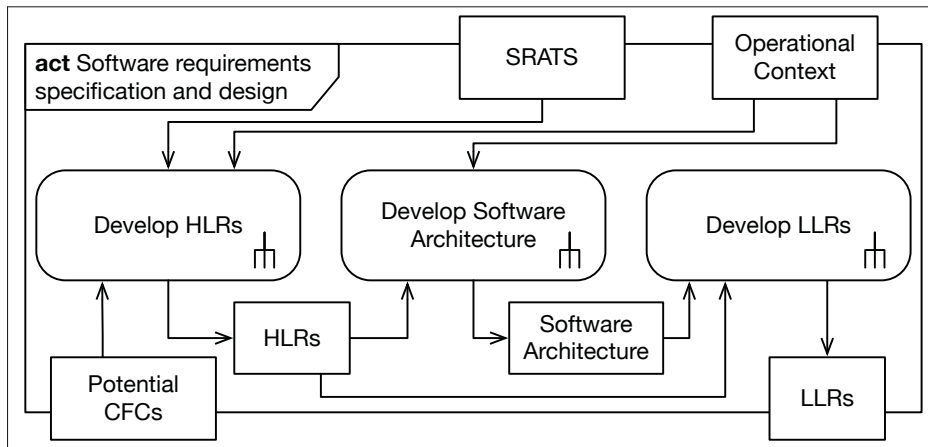 act Software requirements
specification and design
SRATS
Operational
Context
Develop HLRs
Develop Software
Architecture
Develop LLRs
HLRs
Software
Architecture
Potential
CFCs
LLRs